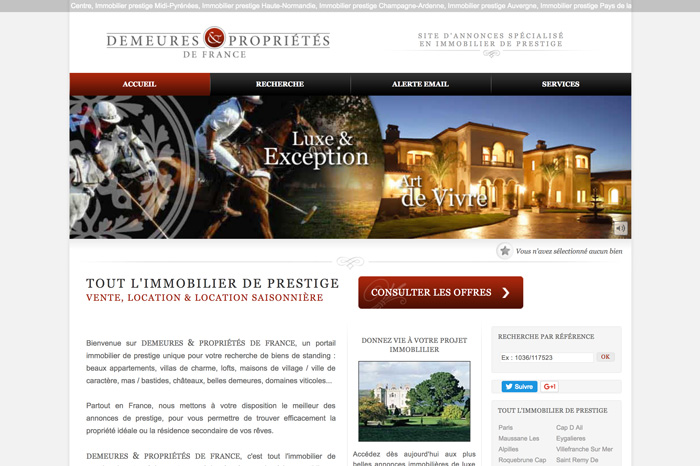 Centre, Immobilier prestige Midi-Pyrénées, Immobilier prestige Haute-Normandie, Immobilier prestige Champagne-Ardenne, Immobilier prestige Auvergne, Immobilier prestige Pays de la
DEMEURES & PROPRIÉTÉS
DE FRANCE
SITE D'ANNONCES SPÉCIALISÉ
EN IMMOBILIER DE PRESTIGE
ACCUEIL
RECHERCHE
ALERTE EMAIL
SERVICES
Luxe &
Exception
Art
de Vivre
Vous n'avez sélectionné aucun bien
TOUT L'IMMOBILIER DE PRESTIGE
VENTE, LOCATION & LOCATION SAISONNIÈRE
CONSULTER LES OFFRES
Bienvenue sur DEMEURES & PROPRIÉTÉS DE FRANCE, un portail
immobilier de prestige unique pour votre recherche de biens de standing :
beaux appartements, villas de charme, lofts, maisons de village / ville de
caractère, mas / bastides, châteaux, belles demeures, domaines viticoles...
Partout en France, nous mettons à votre disposition le meilleur des
annonces de prestige, pour vous permettre de trouver efficacement la
propriété idéale ou la résidence secondaire de vos rêves.
DEMEURES & PROPRIÉTÉS DE FRANCE, c'est tout l'immobilier de
DONNEZ VIE À VOTRE PROJET
IMMOBLILIER
Accédez dès aujourd'hui aux plus
belles annonces immobilières de luxe
RECHERCHE PAR RÉFÉRENCE
Ex : 1036/117523
OK
Suivre
G+1
TOUT L'IMMOBILIER DE PRESTIGE
Paris
Cap D Ail
Maussane Les
Eygalieres
Alpilles
Villefranche Sur Mer
Roquebrune Cap
Saint Remy De